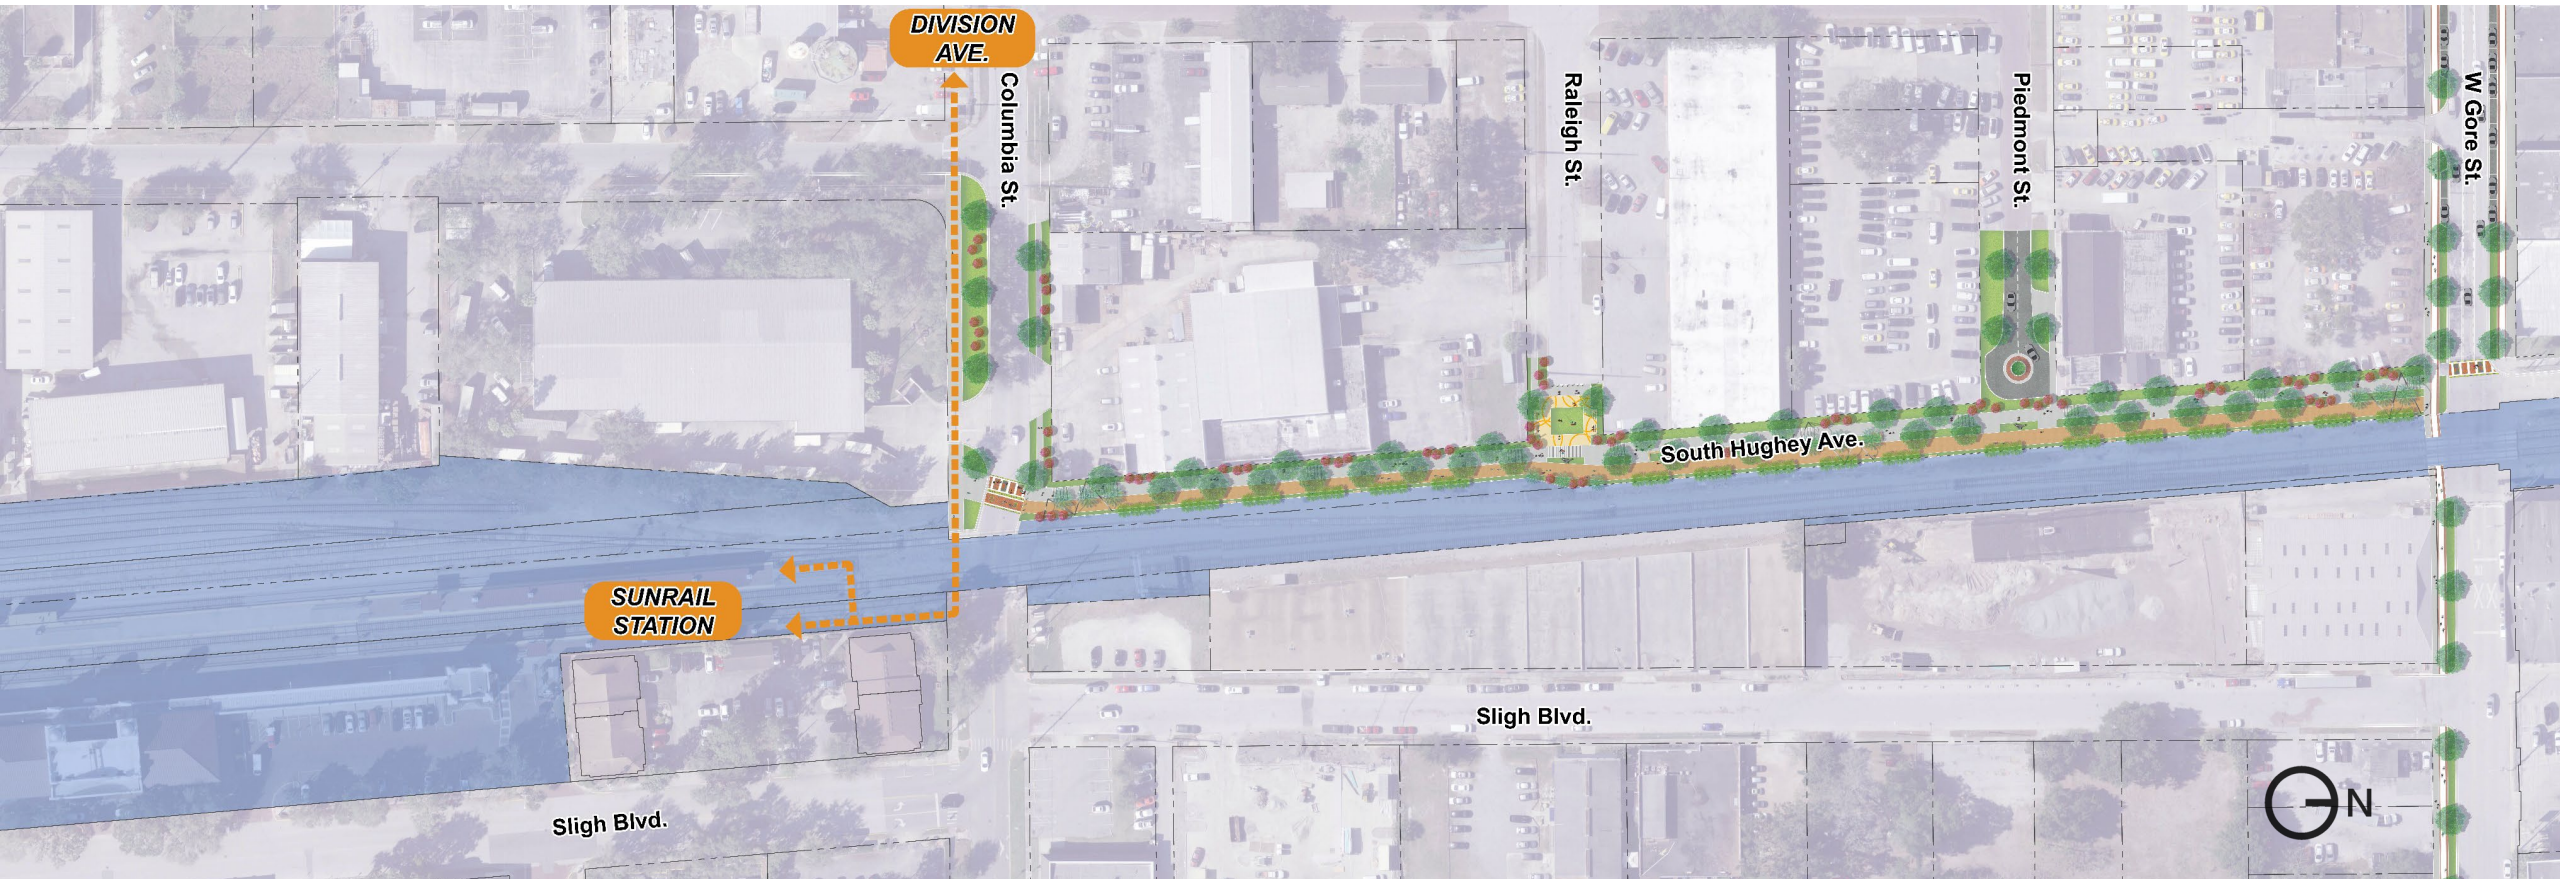 DIVISION
AVE.
Columbia St.
Raleigh St.
Piedmont St.
W Gore St.
South Hughey Ave.
SUNRAIL
STATION
Sligh Blvd.
Sligh Blvd.
N